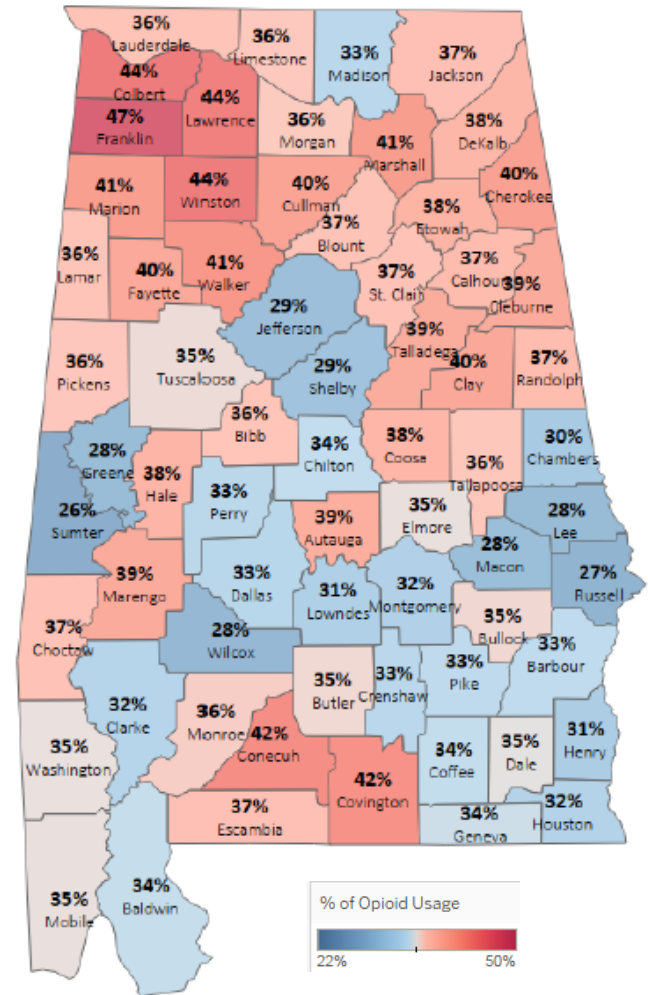 36%
Lauderdale
36%
Limestone
33%
Madison
37%
Jackson
44%
Colbert
44%
Lawrence
47%
Franklin
36%
Morgan
41%
Marshall
38%
DeKalb
41%
Marion
44%
Winston
40%
Cullman
38%
Etowah
40%
Cherokee
37%
Blount
36%
Lamar
40%
Fayette
41%
Walker
37%
St. Clair
37%
Calhoun
39%
Cleburne
29%
Jefferson
39%
Talladega
36%
Pickens
35%
Tuscaloosa
29%
Shelby
40%
Clay
37%
Randolph
36%
Bibb
34%
Chilton
38%
Coosa
36%
Tallapoosa
30%
Chambers
28%
Greene
38%
Hale
33%
Perry
26%
Sumter
39%
Autauga
35%
Elmore
28%
Lee
28%
Macon
27%
Russell
39%
Marengo
33%
Dallas
31%
Lowndes
32%
Montgomery
35%
Bullock
37%
Choctaw
28%
Wilcox
33%
Barbour
32%
Clarke
36%
Monroe
35%
Butler
33%
Crenshaw
33%
Pike
42%
Conecuh
35%
Washington
42%
Covington
34%
Coffee
35%
Dale
31%
Henry
37%
Escambia
34%
Geneva
32%
Houston
35%
Mobile
34%
Baldwin
% of Opioid Usage
22% 50%